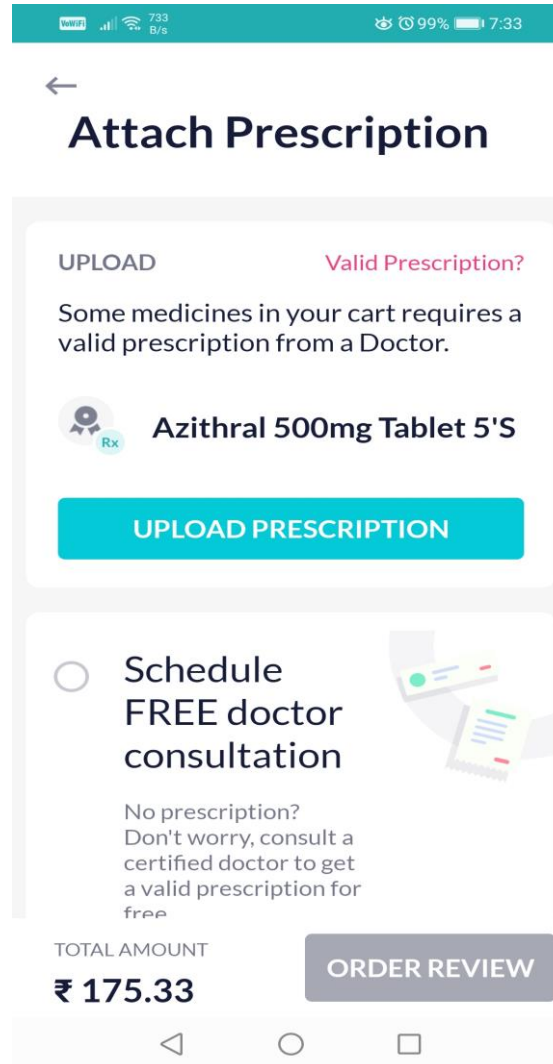 VoWiFi 733 B/s 99% 7:33
Attach Prescription
UPLOAD Valid Prescription?
Some medicines in your cart requires a
valid prescription from a Doctor.
Rx Azithral 500mg Tablet 5'S
UPLOAD PRESCRIPTION
Schedule
FREE doctor
consultation
No prescription?
Don't worry, consult a
certified doctor to get
a valid prescription for
free
TOTAL AMOUNT
₹ 175.33
ORDER REVIEW